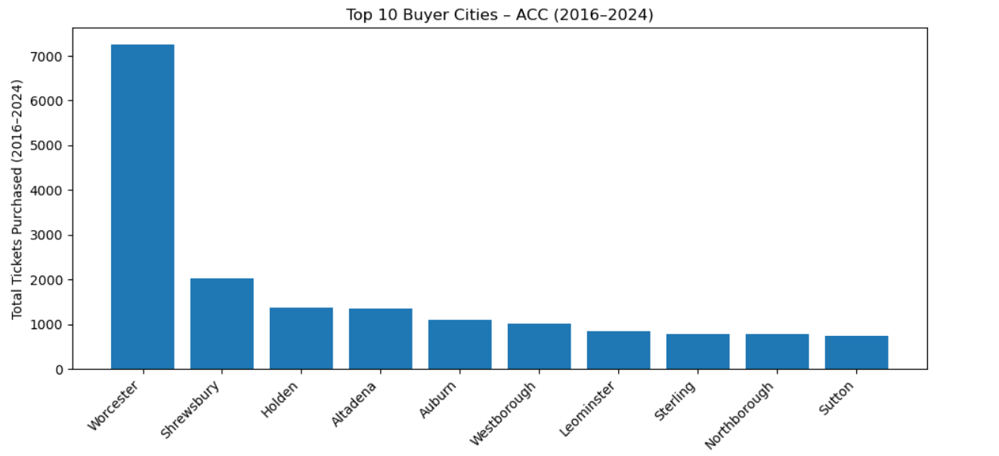 Top 10 Buyer Cities – ACC (2016–2024)
Total Tickets Purchased (2016–2024)
7000
6000
5000
4000
3000
2000
1000
0
Worcester
Shrewsbury
Holden
Altadena
Auburn
Westborough
Leominster
Sterling
Northborough
Sutton